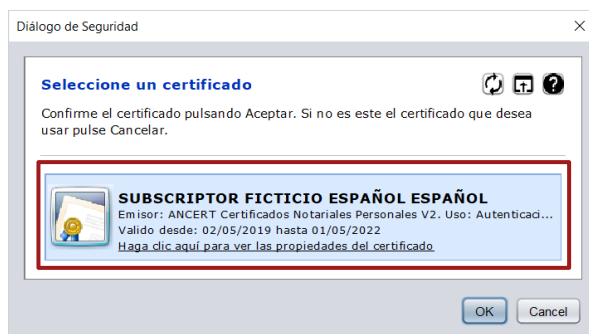 Diálogo de Seguridad
Seleccione un certificado
Confirme el certificado pulsando Aceptar. Si no es este el certificado que desea
usar pulse Cancelar.
SUBSCRIPTOR FICTICIO ESPAÑOL ESPAÑOL
Emisor: ANCERT Certificados Notariales Personales V2. Uso: Autenticaci...
Valido desde: 02/05/2019 hasta 01/05/2022
Haga clic aquí para ver las propiedades del certificado
OK
Cancel